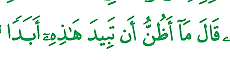 قَالَ مَآ أَظُنُّ أَن تَبِيدَ هَٰذِهِۦٓ أَبَدٗا